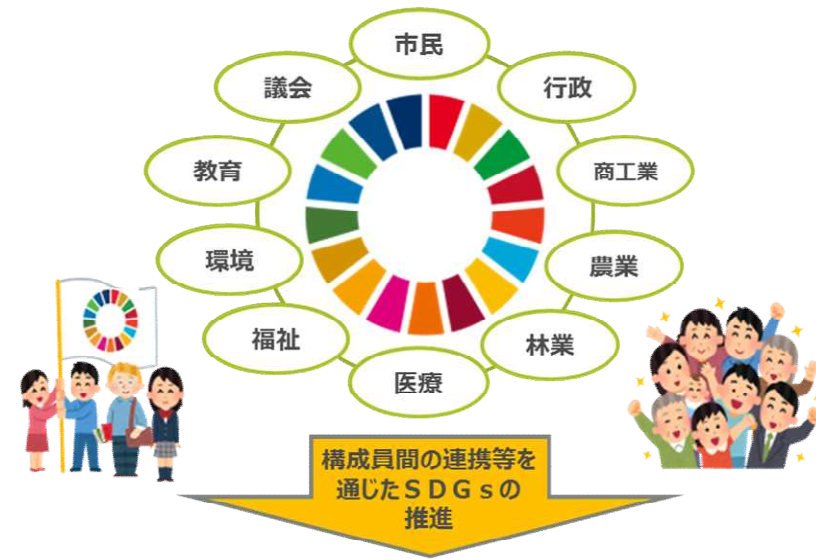 市民
行政
商工業
農業
林業
医療
福祉
環境
教育
議会
構成員間の連携等を
通じたＳＤＧｓの
推進